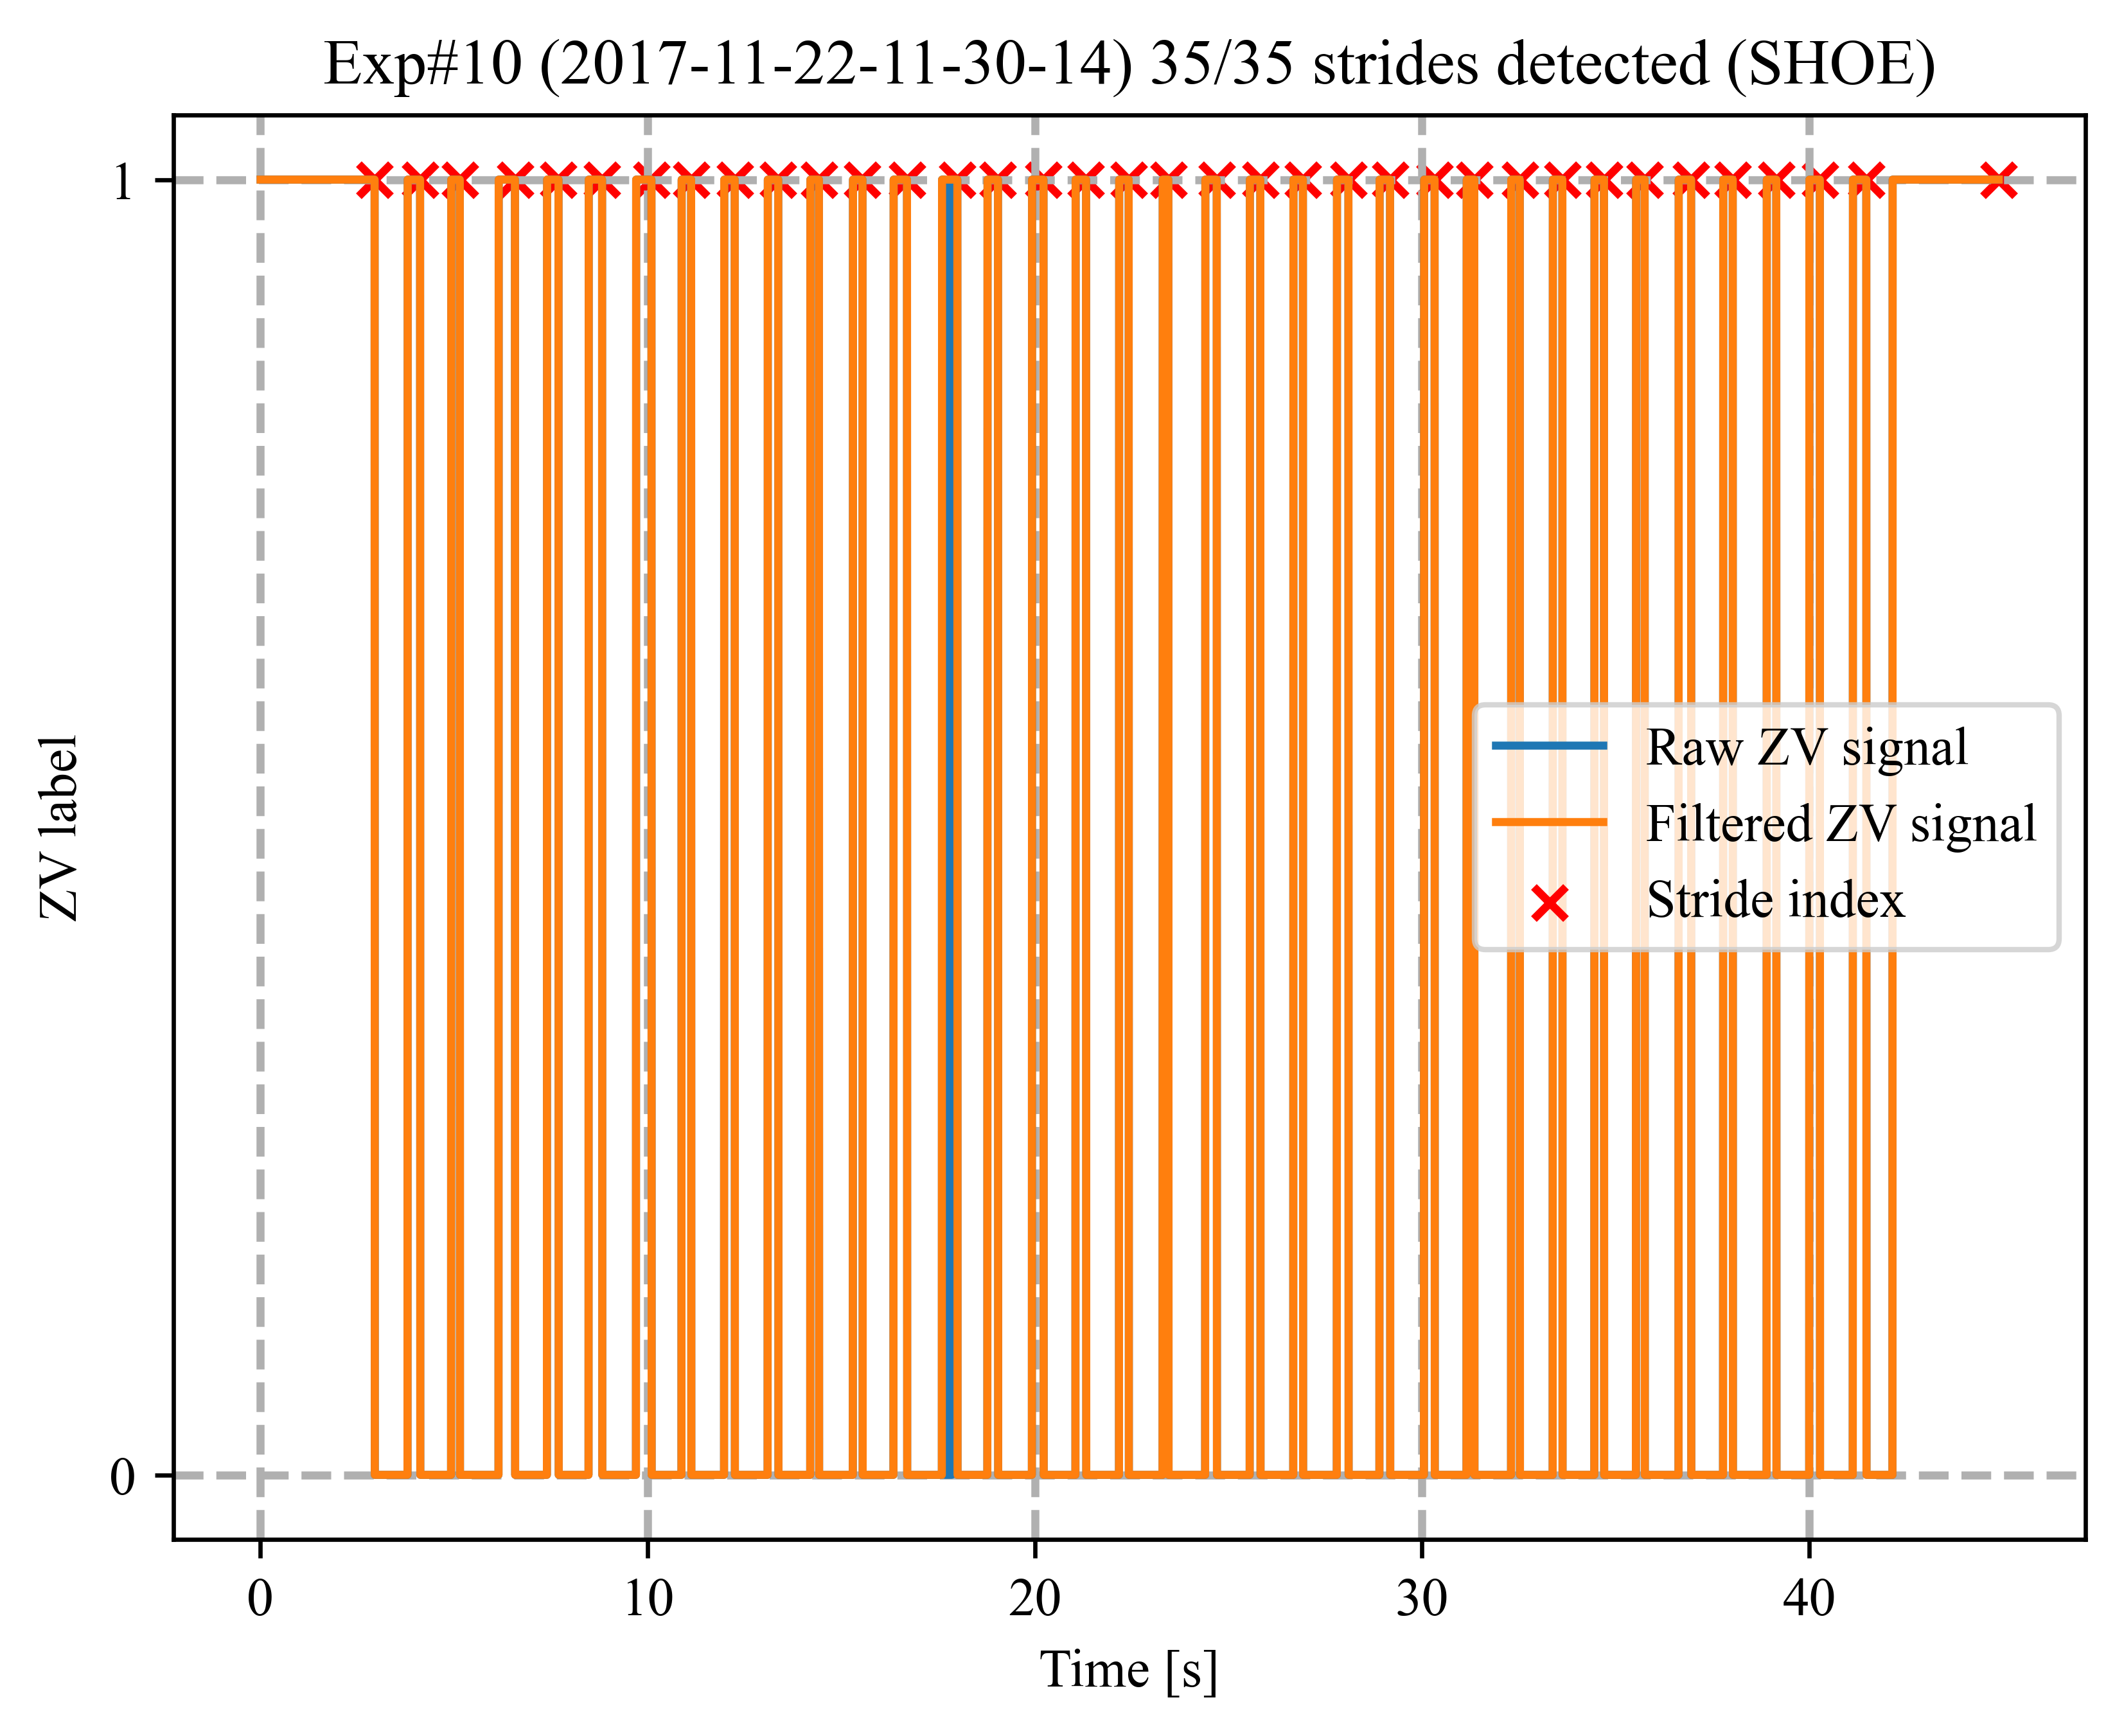 Exp#10 (2017-11-22-11-30-14) 35/35 strides detected (SHOE)
1
ZV label
Raw ZV signal
Filtered ZV signal
Stride index
0
0 10 20 30 40
Time [s]